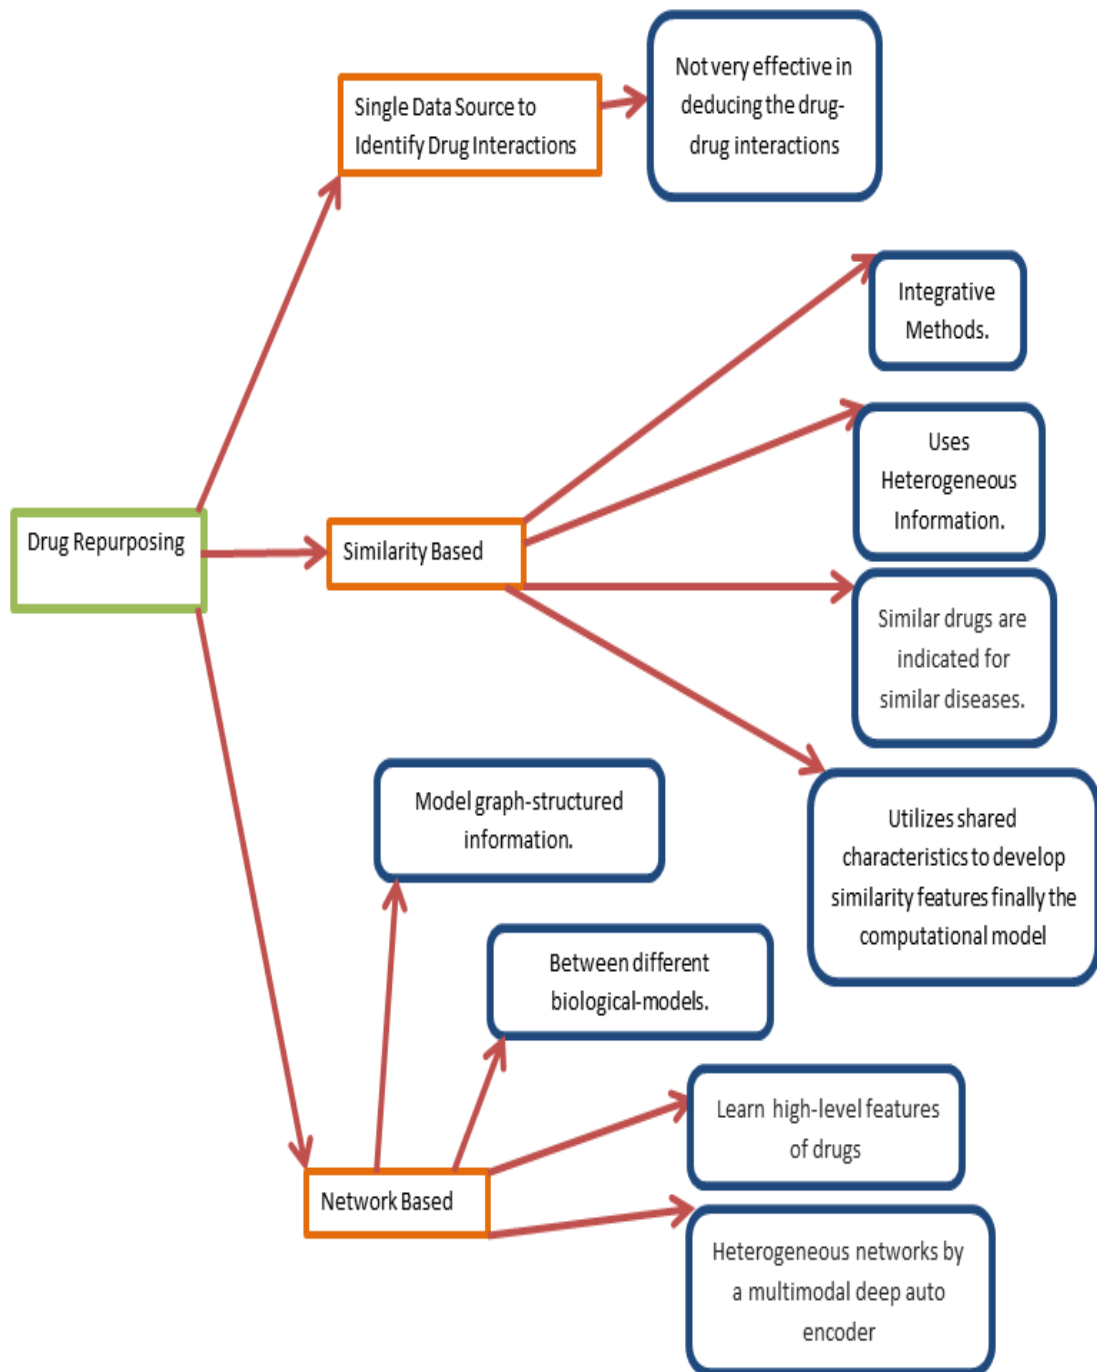 Drug Repurposing
Single Data Source to
Identify Drug Interactions
Not very effective in
deducing the drug-
drug interactions
Similarity Based
Integrative
Methods.
Uses
Heterogeneous
Information.
Similar drugs are
indicated for
similar diseases.
Utilizes shared
characteristics to develop
similarity features finally the
computational model
Network Based
Model graph-structured
information.
Between different
biological-models.
Learn high-level features
of drugs
Heterogeneous networks by
a multimodal deep auto
encoder